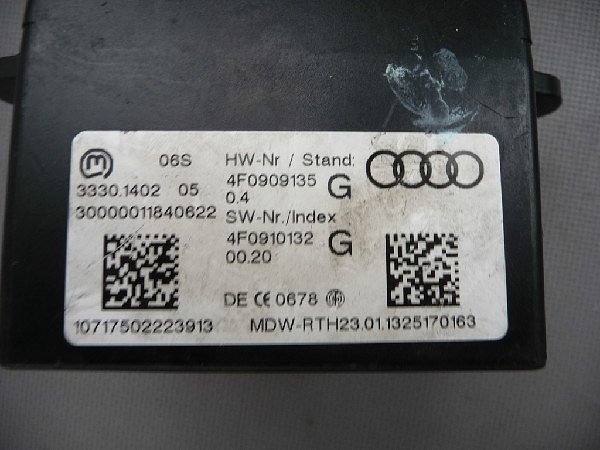 m 06S HW-Nr / Stand:
3330.1402 05 4F0909135 G
30000011840622 0.4
SW-Nr./Index
4F0910132 G
00.20
DE CE 0678
10717502223913 MDW-RTH23.01.1325170163